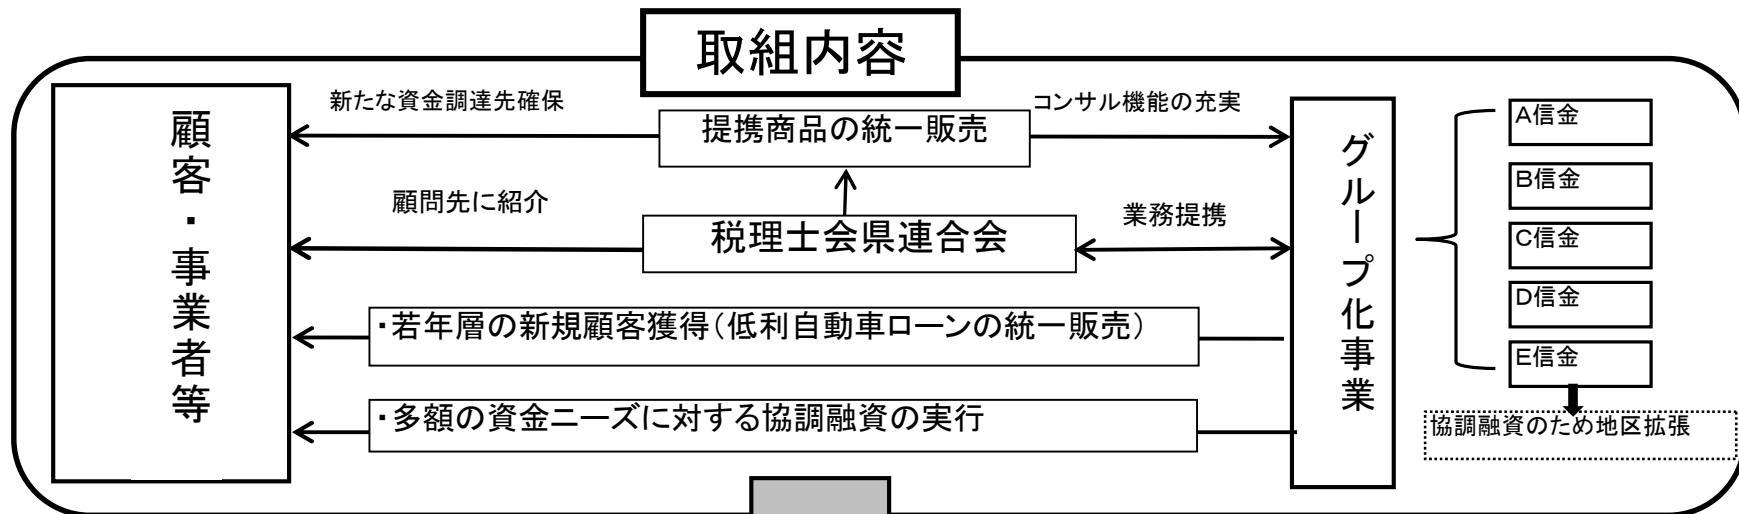 取組内容
新たな資金調達先確保
コンサル機能の充実
提携商品の統一販売
顧客・事業者等
顧問先に紹介
税理士会県連合会
業務提携
グループ化事業
・若年層の新規顧客獲得（低利自動車ローンの統一販売）
・多額の資金ニーズに対する協調融資の実行
A信金
B信金
C信金
D信金
E信金
協調融資のため地区拡張